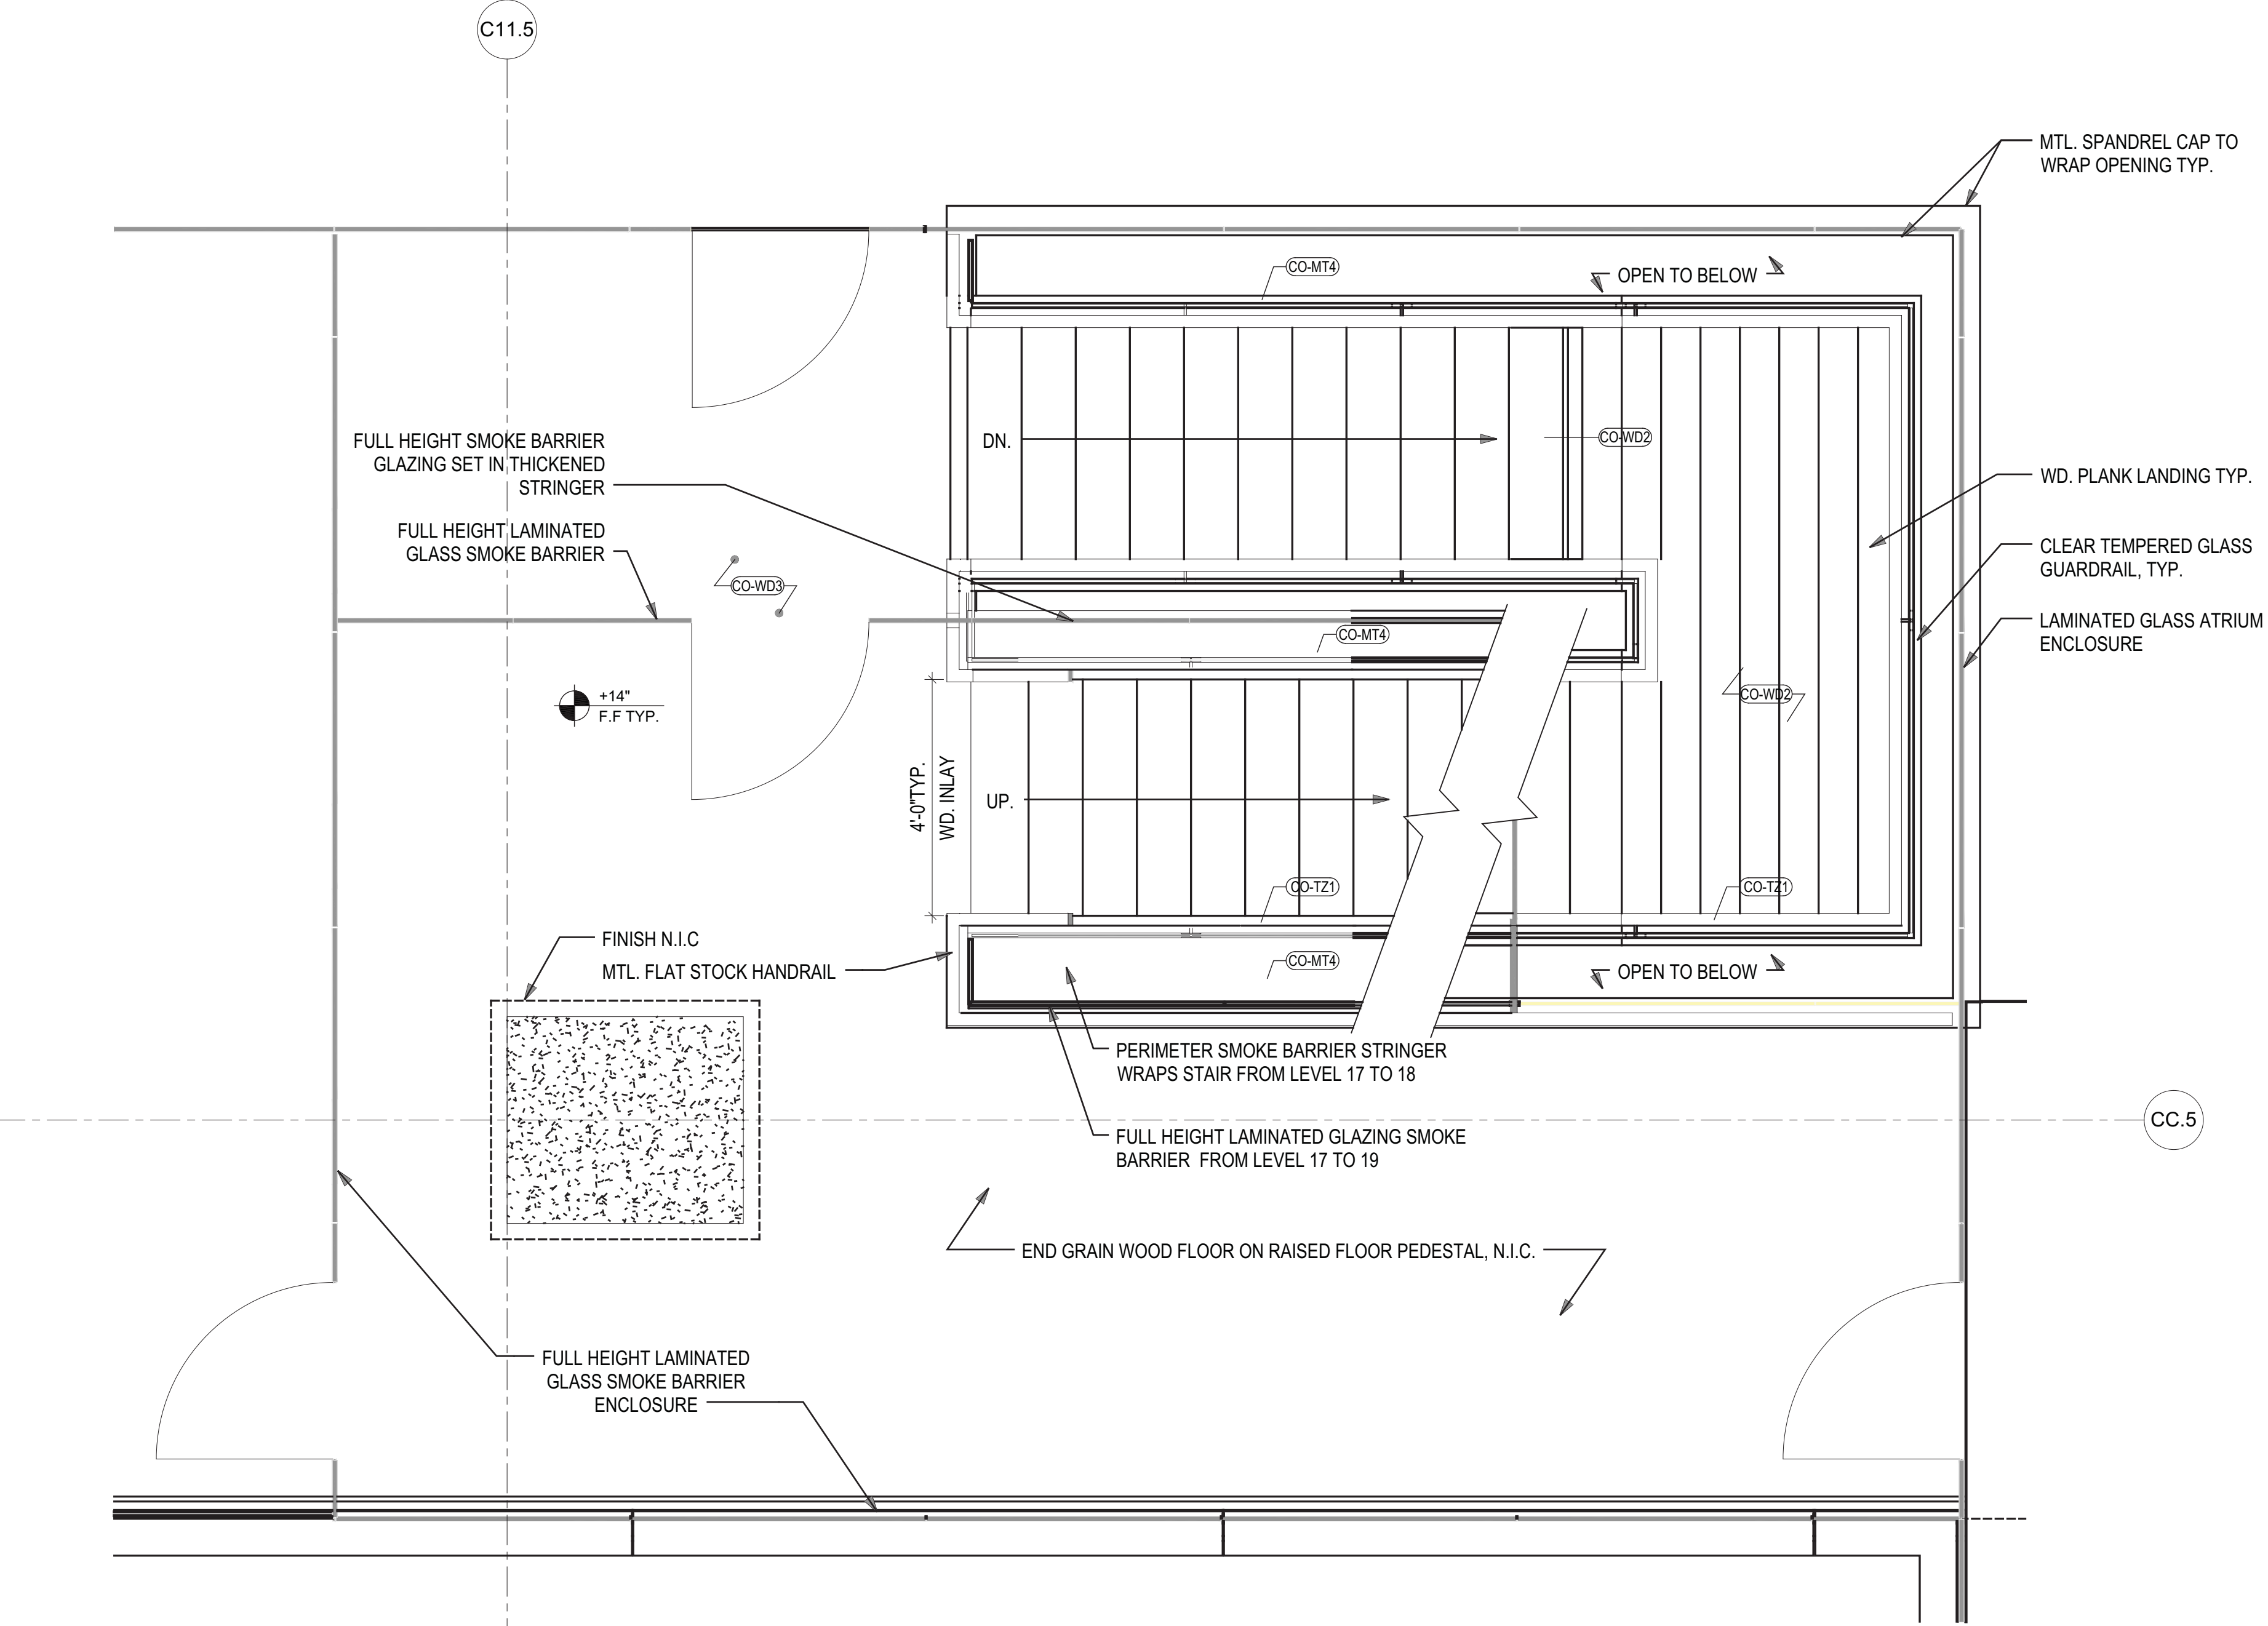 C11.5
MTL. SPANDREL CAP TO
WRAP OPENING TYP.
CO-MT4
OPEN TO BELOW
FULL HEIGHT SMOKE BARRIER
GLAZING SET IN THICKENED
STRINGER
DN.
CO-WD2
WD. PLANK LANDING TYP.
FULL HEIGHT LAMINATED
GLASS SMOKE BARRIER
CLEAR TEMPERED GLASS
GUARDRAIL, TYP.
CO-WD3
LAMINATED GLASS ATRIUM
ENCLOSURE
CO-MT4
+14"
F.F TYP.
CO-WD2
4'-0"TYP.
WD. INLAY
UP.
CO-TZ1
CO-TZ1
FINISH N.I.C
MTL. FLAT STOCK HANDRAIL
CO-MT4
OPEN TO BELOW
PERIMETER SMOKE BARRIER STRINGER
WRAPS STAIR FROM LEVEL 17 TO 18
CC.5
FULL HEIGHT LAMINATED GLAZING SMOKE
BARRIER FROM LEVEL 17 TO 19
END GRAIN WOOD FLOOR ON RAISED FLOOR PEDESTAL, N.I.C.
FULL HEIGHT LAMINATED
GLASS SMOKE BARRIER
ENCLOSURE